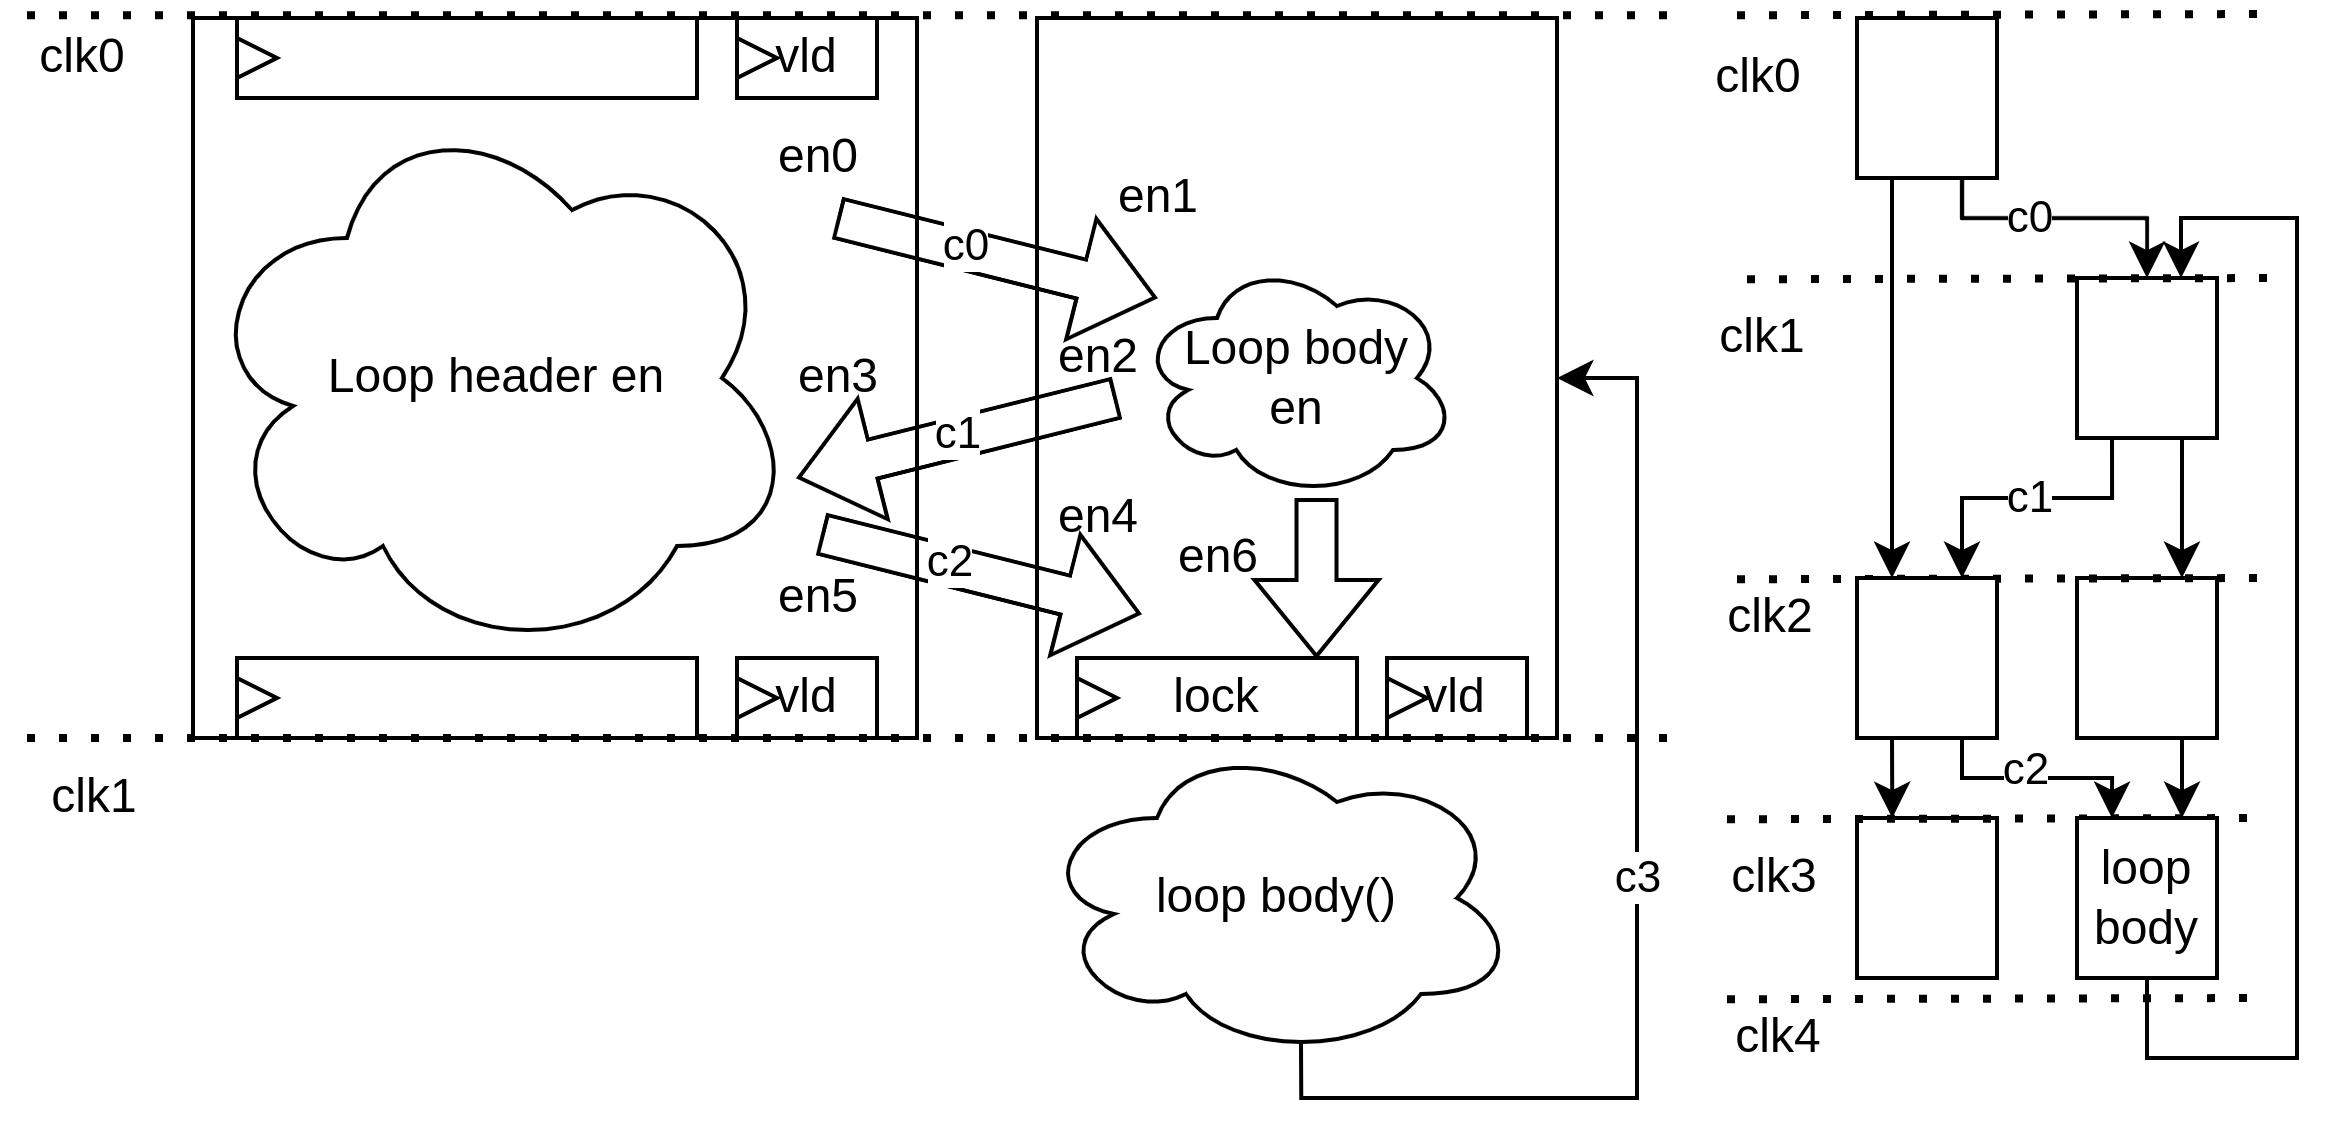 clk0
vld
en0
en1
c0
Loop header en
en3
en2
Loop body
en
c1
en4
c2
en6
en5
vld
lock
vld
clk1
loop body()
c3
clk0
c0
clk1
c1
clk2
c2
clk3
loop
body
clk4